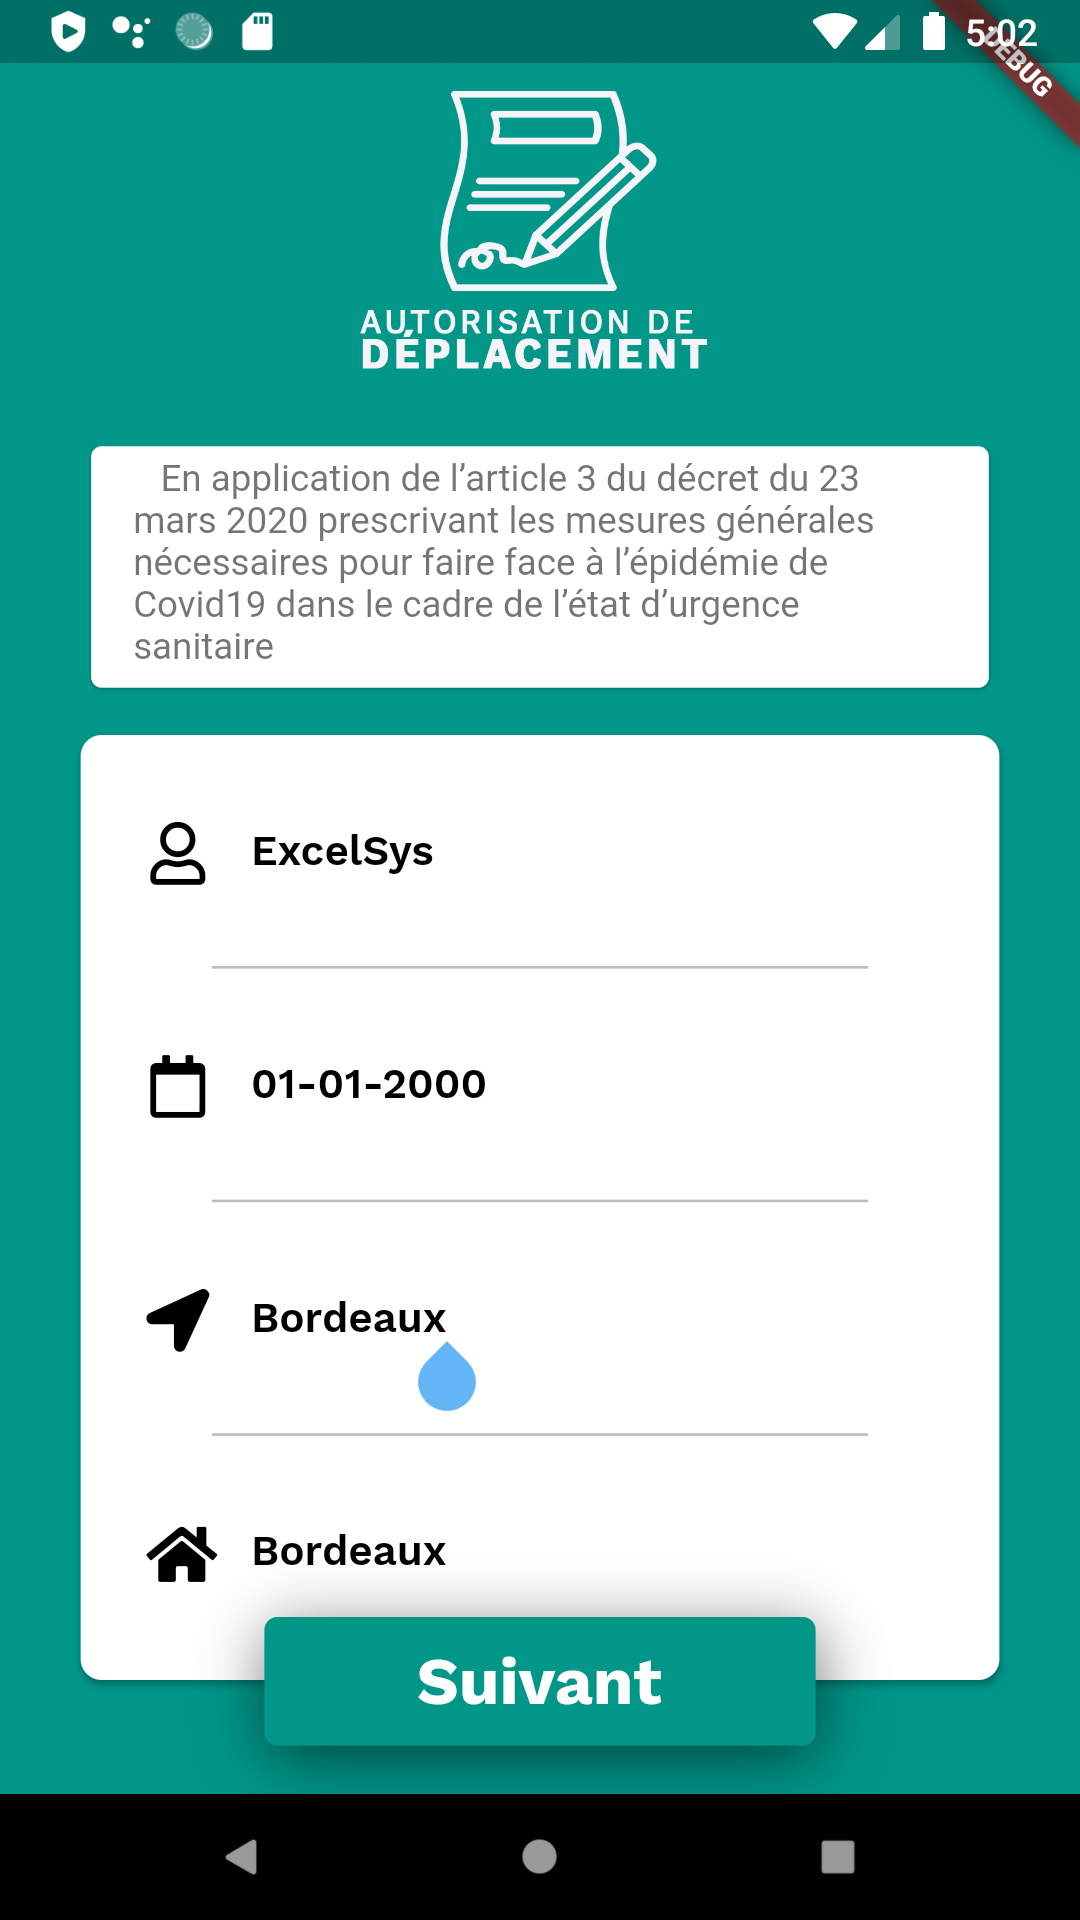 5:02
DEBUG
AUTORISATION DE
DÉPLACEMENT
En application de l’article 3 du décret du 23
mars 2020 prescrivant les mesures générales
nécessaires pour faire face à l’épidémie de
Covid19 dans le cadre de l’état d’urgence
sanitaire
ExcelSys
01-01-2000
Bordeaux
Bordeaux
Suivant